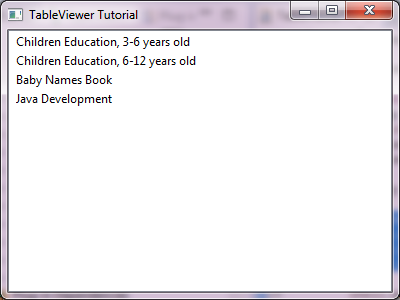 TableViewer Tutorial
Children Education, 3-6 years old
Children Education, 6-12 years old
Baby Names Book
Java Development